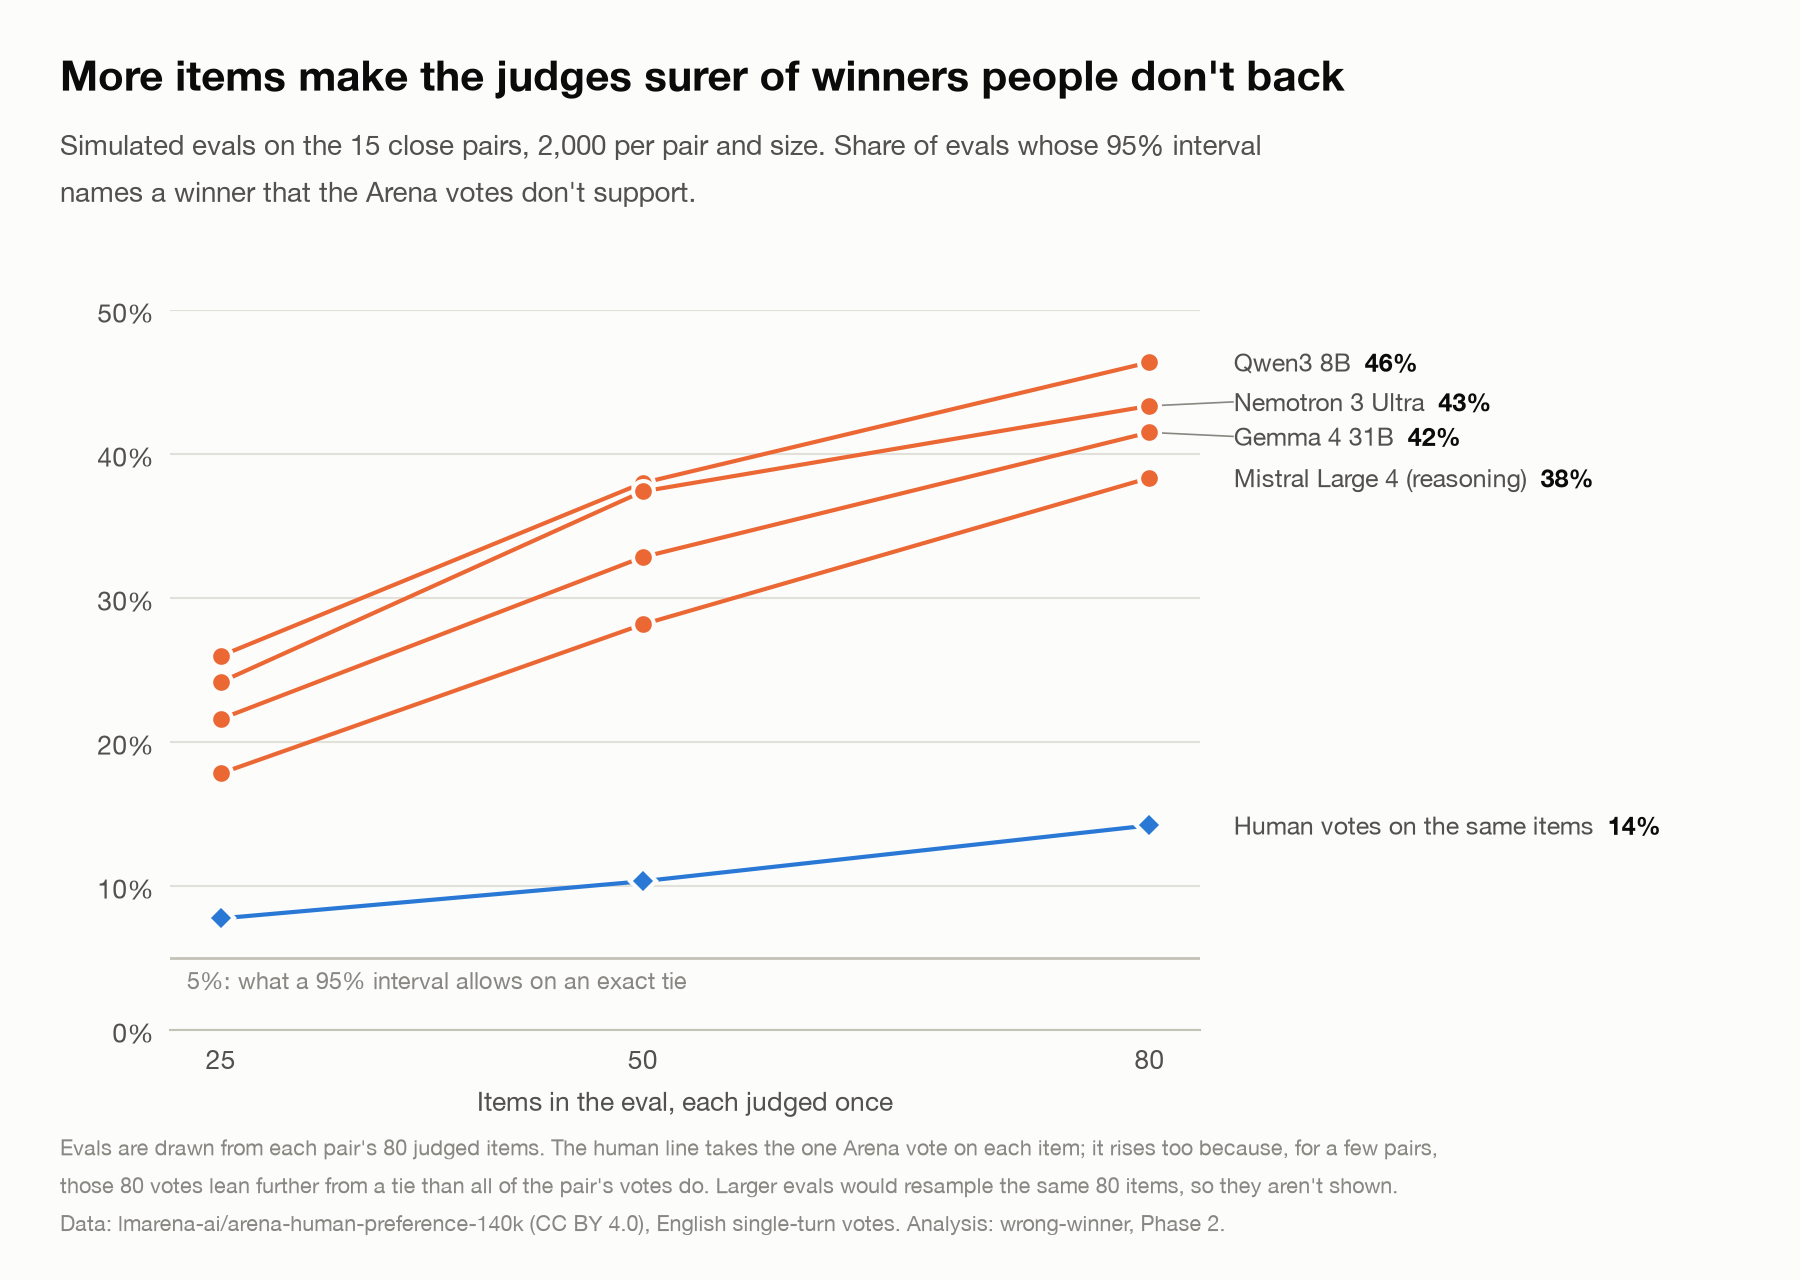 More items make the judges surer of winners people don't back
Simulated evals on the 15 close pairs, 2,000 per pair and size. Share of evals whose 95% interval
names a winner that the Arena votes don't support.
50%
40%
30%
20%
10%
0%
Qwen3 8B 46%
Nemotron 3 Ultra 43%
Gemma 4 31B 42%
Mistral Large 4 (reasoning) 38%
Human votes on the same items 14%
5%: what a 95% interval allows on an exact tie
25 50 80
Items in the eval, each judged once
Evals are drawn from each pair's 80 judged items. The human line takes the one Arena vote on each item; it rises too because, for a few pairs,
those 80 votes lean further from a tie than all of the pair's votes do. Larger evals would resample the same 80 items, so they aren't shown.
Data: lmarena-ai/arena-human-preference-140k (CC BY 4.0), English single-turn votes. Analysis: wrong-winner, Phase 2.